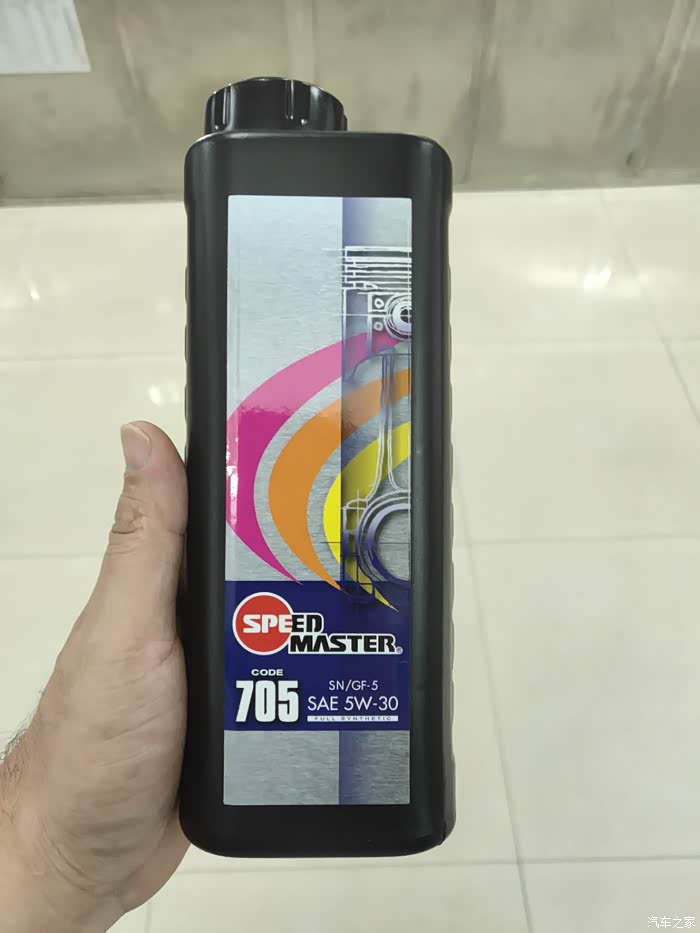 SPEED
MASTER®
CODE
705
SN/GF-5
SAE 5W-30
FULL SYNTHETIC
汽车之家